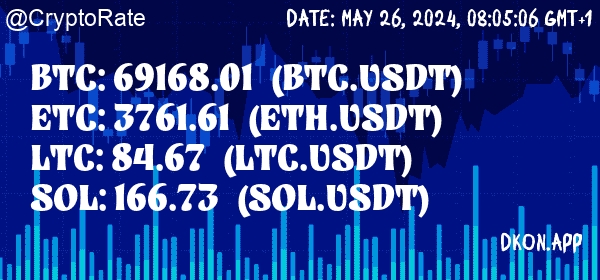 @CryptoRate
DATE: MAY 26, 2024, 08:05:06 GMT+1
BTC: 69168.01 (BTC.USDT)
ETC: 3761.61 (ETH.USDT)
LTC: 84.67 (LTC.USDT)
SOL: 166.73 (SOL.USDT)
DKON.APP